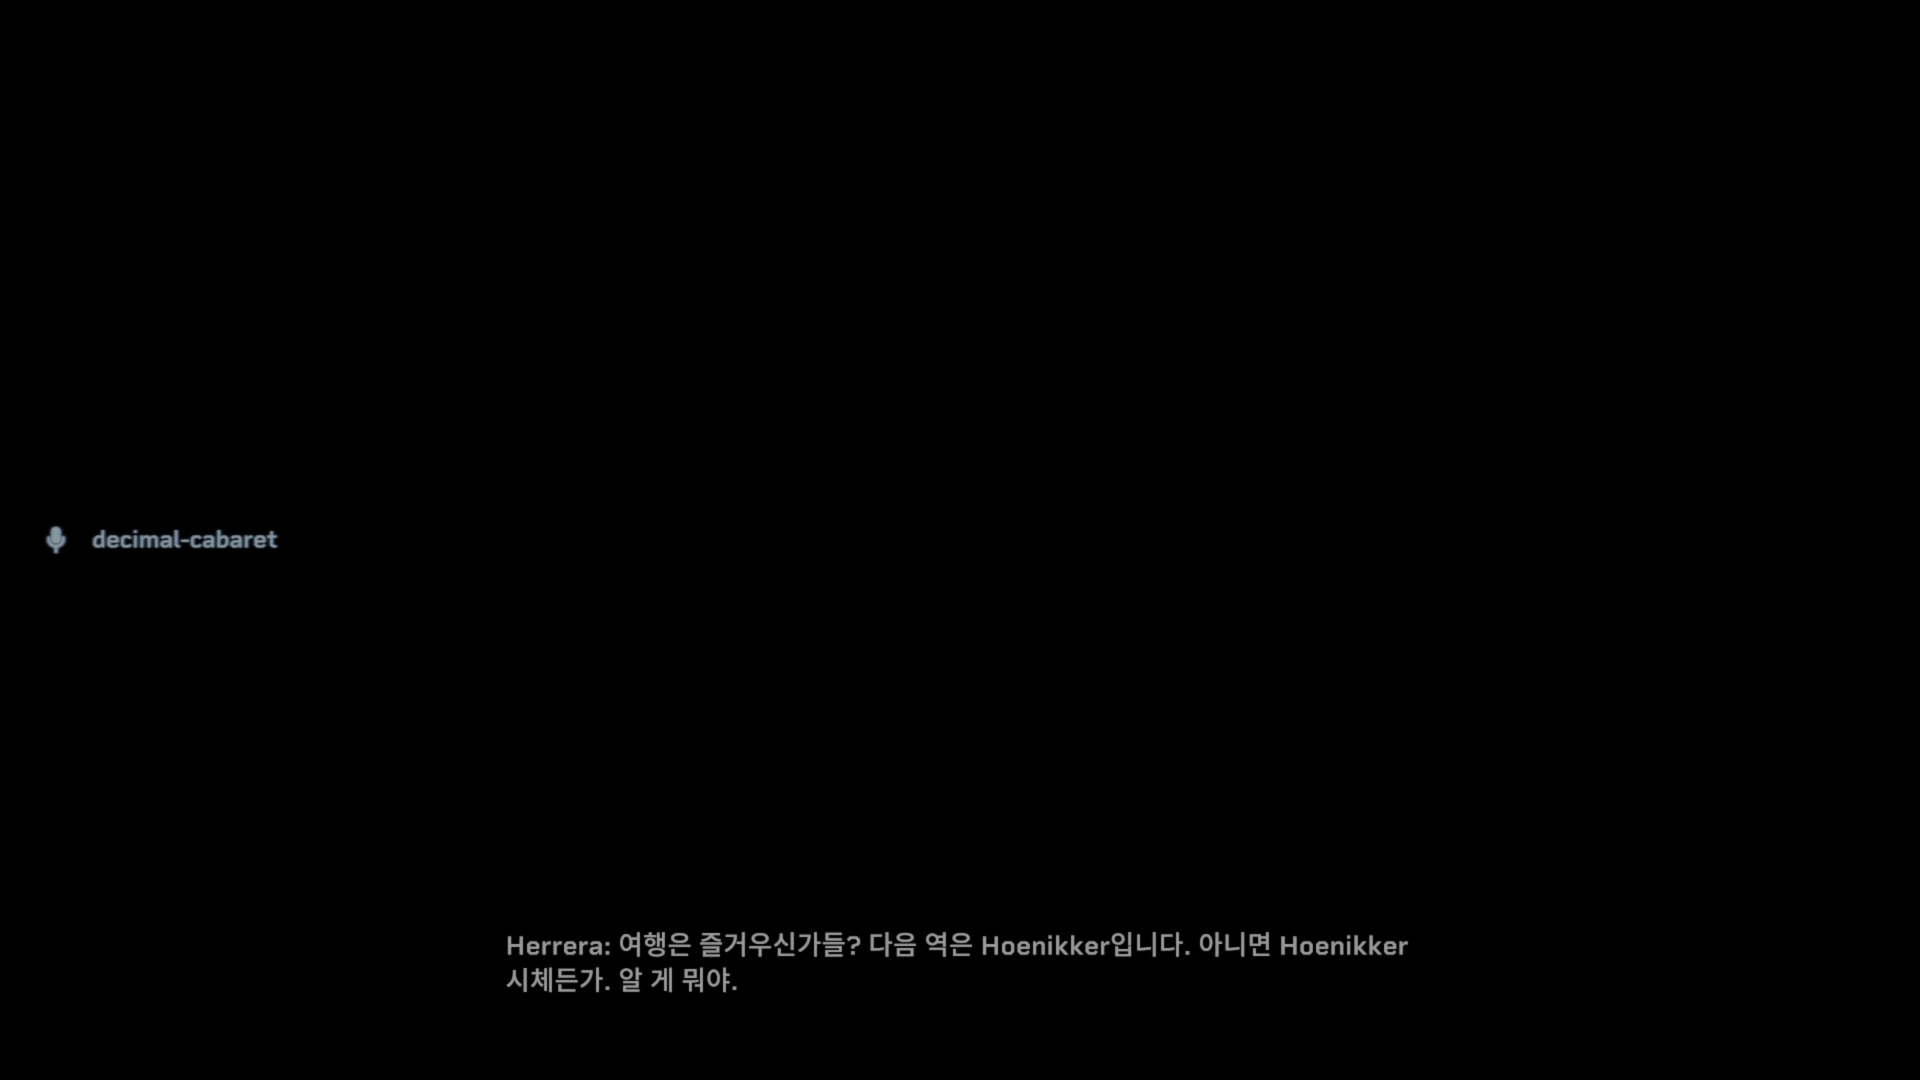 decimal-cabaret
Herrera: 여행은 즐거우신가들? 다음 역은 Hoenikker입니다. 아니면 Hoenikker
시체든가. 알 게 뭐야.